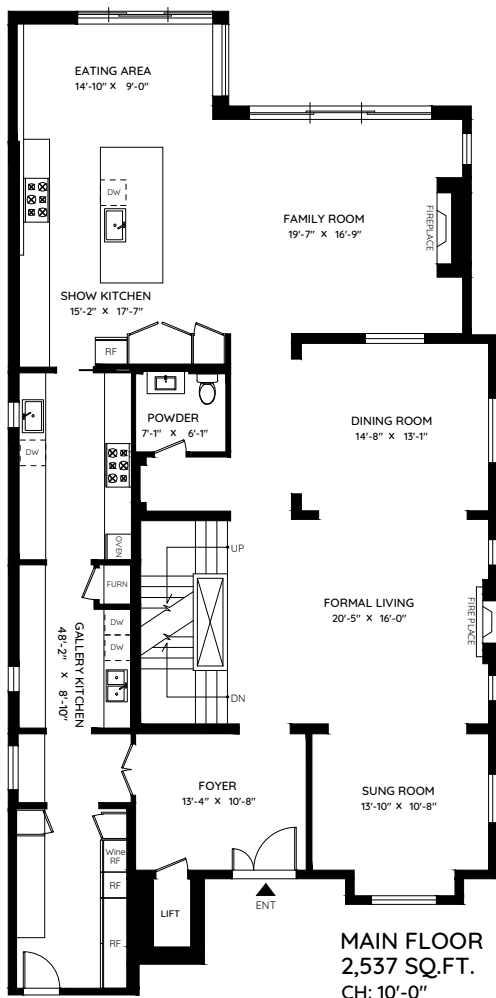 EATING AREA
14'-10" X 9'-0"
DW
FAMILY ROOM
19'-7" X 16'-9"
FIREPLACE
SHOW KITCHEN
15'-2" X 17'-7"
RF
POWDER
7'-1" X 6'-1"
DW
DINING ROOM
14'-8" X 13'-1"
OVEN
UP
FURN
FORMAL LIVING
20'-5" X 16'-0"
FIRE PLACE
DW
DW
GALLERY KITCHEN
48'-2" X 8'-10"
DN
FOYER
13'-4" X 10'-8"
SUNG ROOM
13'-10" X 10'-8"
Wine
RF
RF
LIFT
ENT
RF
MAIN FLOOR
2,537 SQ.FT.
CH: 10'-0"